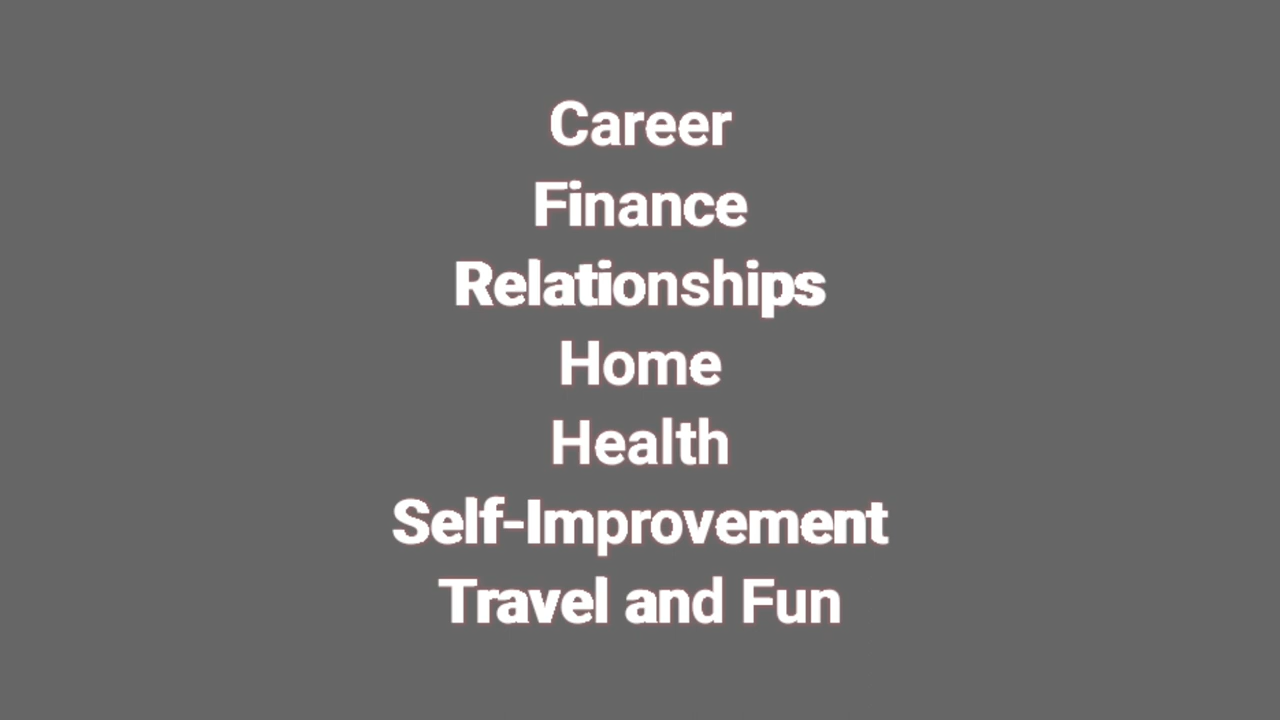 Career
Finance
Relationships
Home
Health
Self-Improvement
Travel and Fun